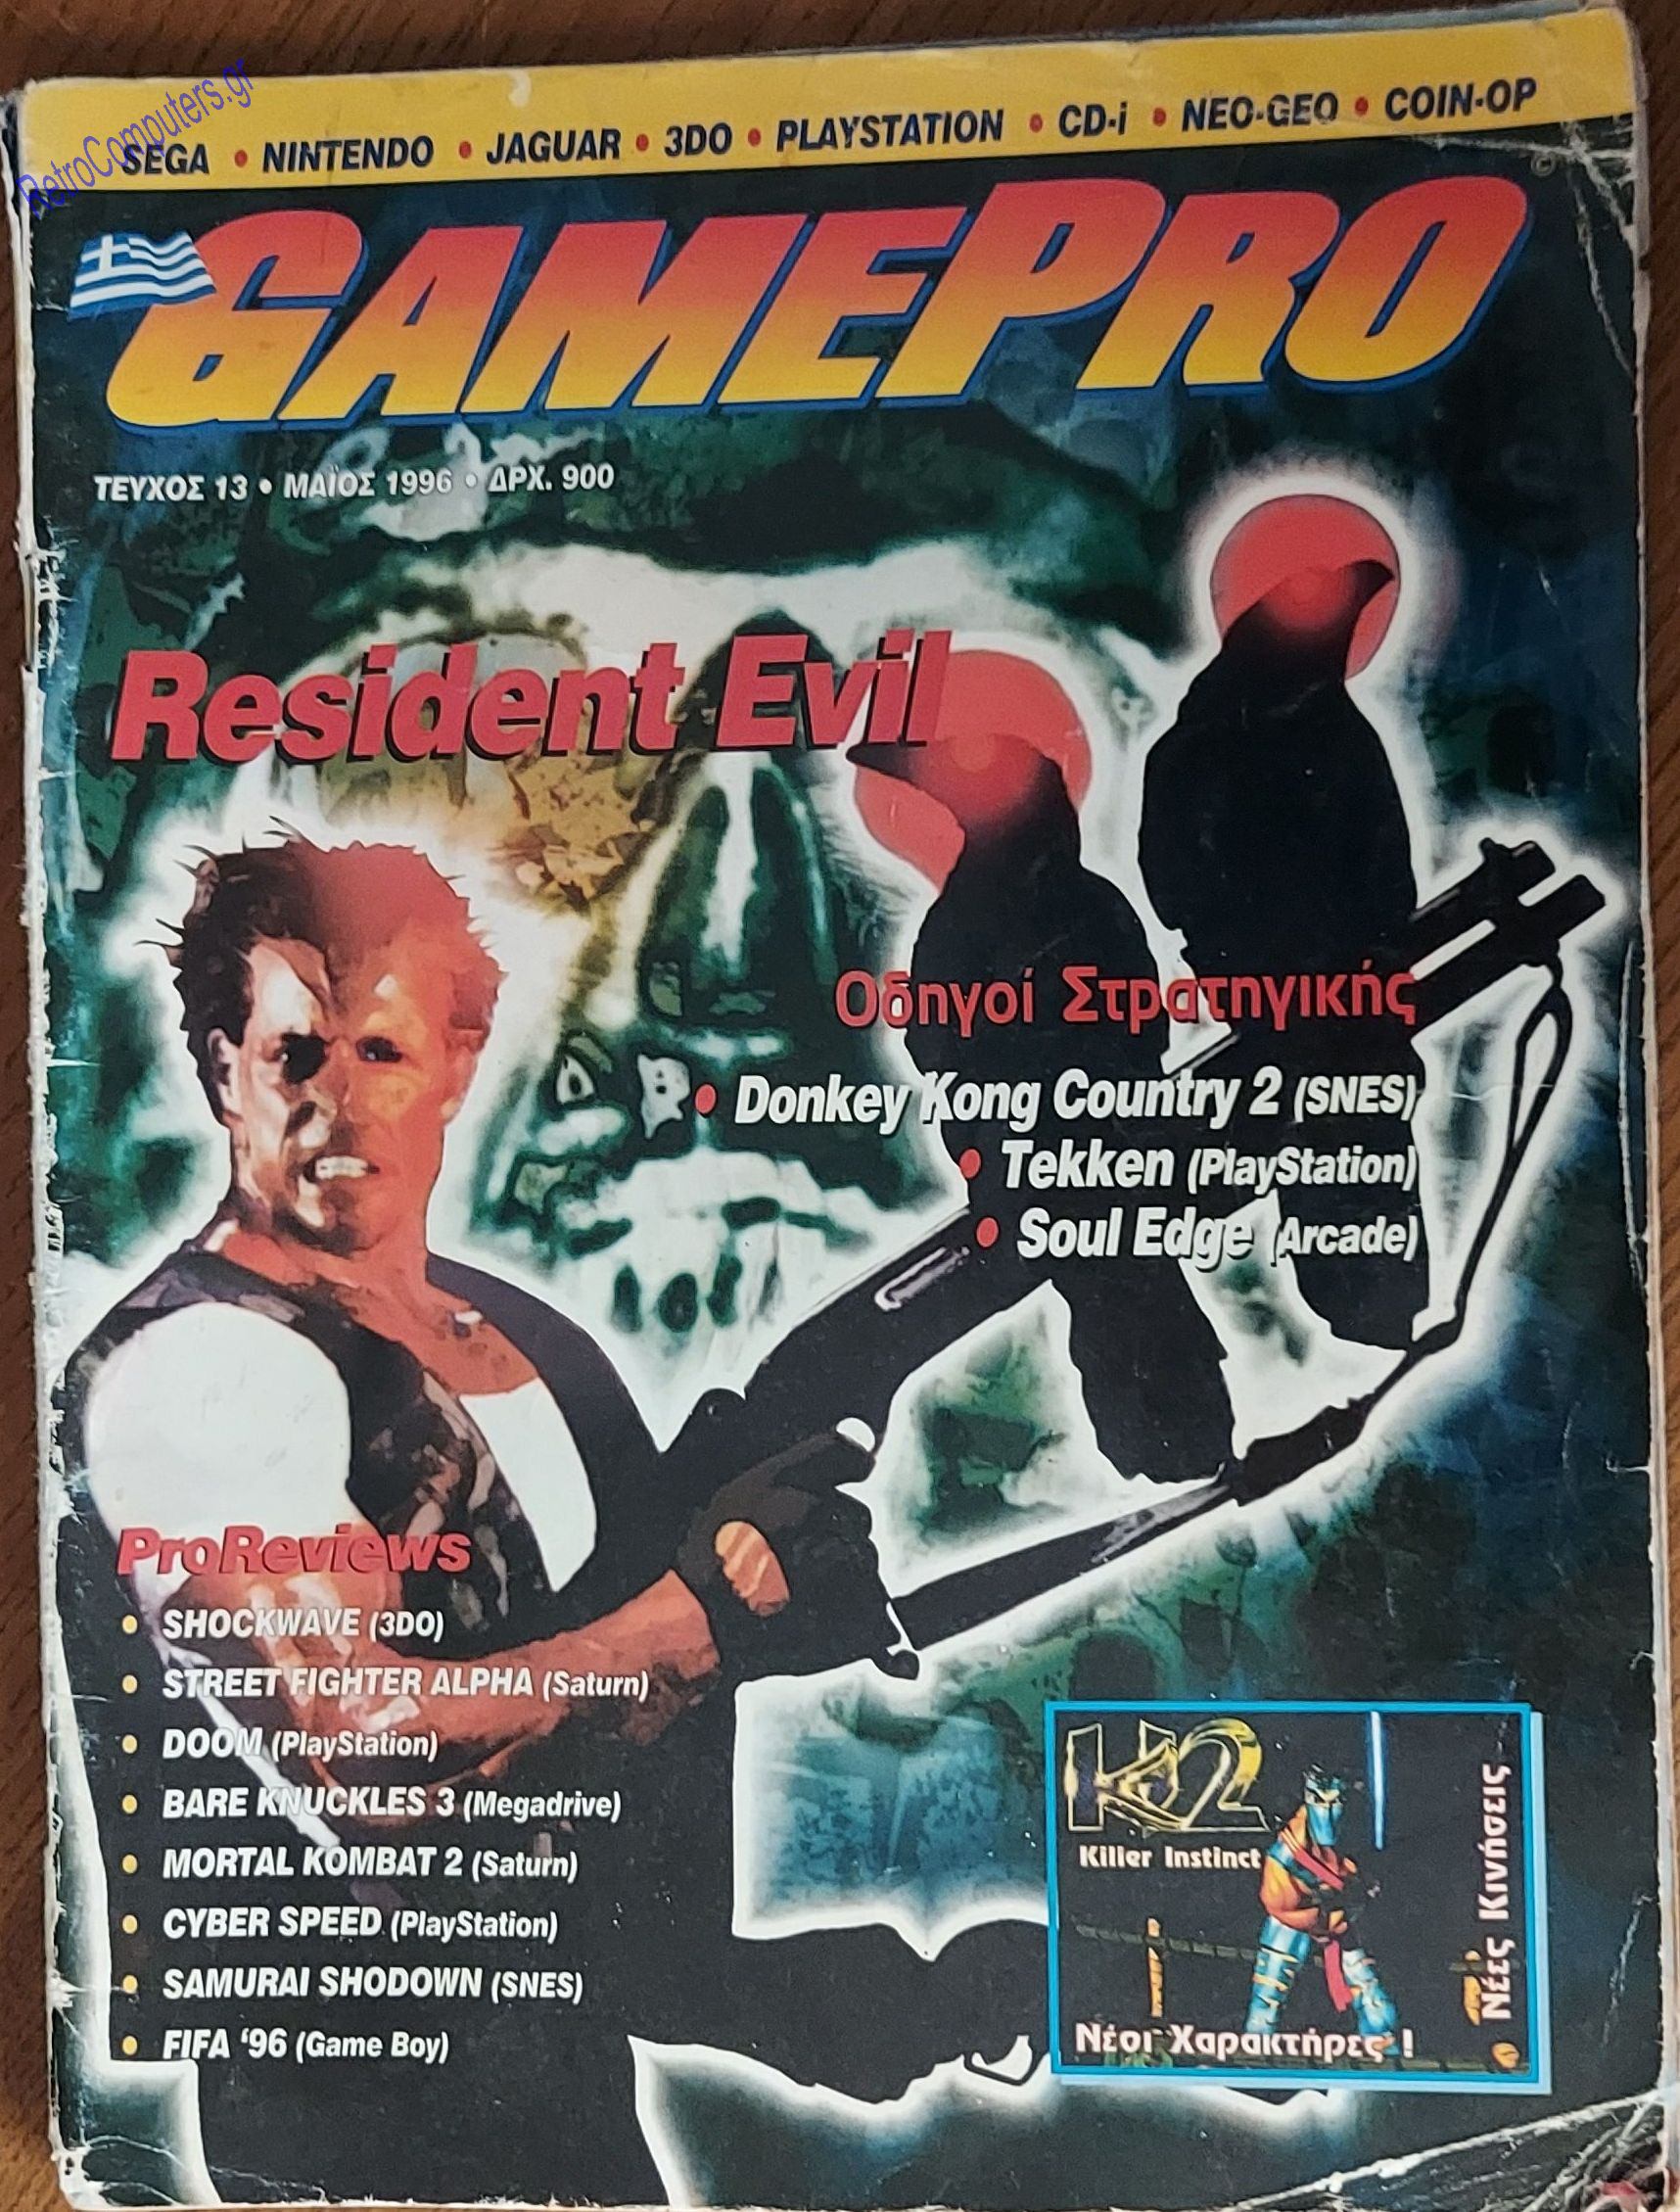 RetroComputers.gr
SEGA • NINTENDO • JAGUAR • 3DO • PLAYSTATION • CD-i • NEO-GEO • COIN-OP
GAMEPRO
©
ΤΕΥΧΟΣ 13 • ΜΑΪΟΣ 1996 • ΔΡΧ. 900
Resident Evil
Οδηγοί Στρατηγικής
• Donkey Kong Country 2 (SNES)
• Tekken (PlayStation)
• Soul Edge (Arcade)
ProReviews
• SHOCKWAVE (3DO)
• STREET FIGHTER ALPHA (Saturn)
• DOOM (PlayStation)
• BARE KNUCKLES 3 (Megadrive)
• MORTAL KOMBAT 2 (Saturn)
• CYBER SPEED (PlayStation)
• SAMURAI SHODOWN (SNES)
• FIFA '96 (Game Boy)
KI2
Killer Instinct
Νέες Κινήσεις
Νέοι Χαρακτήρες !